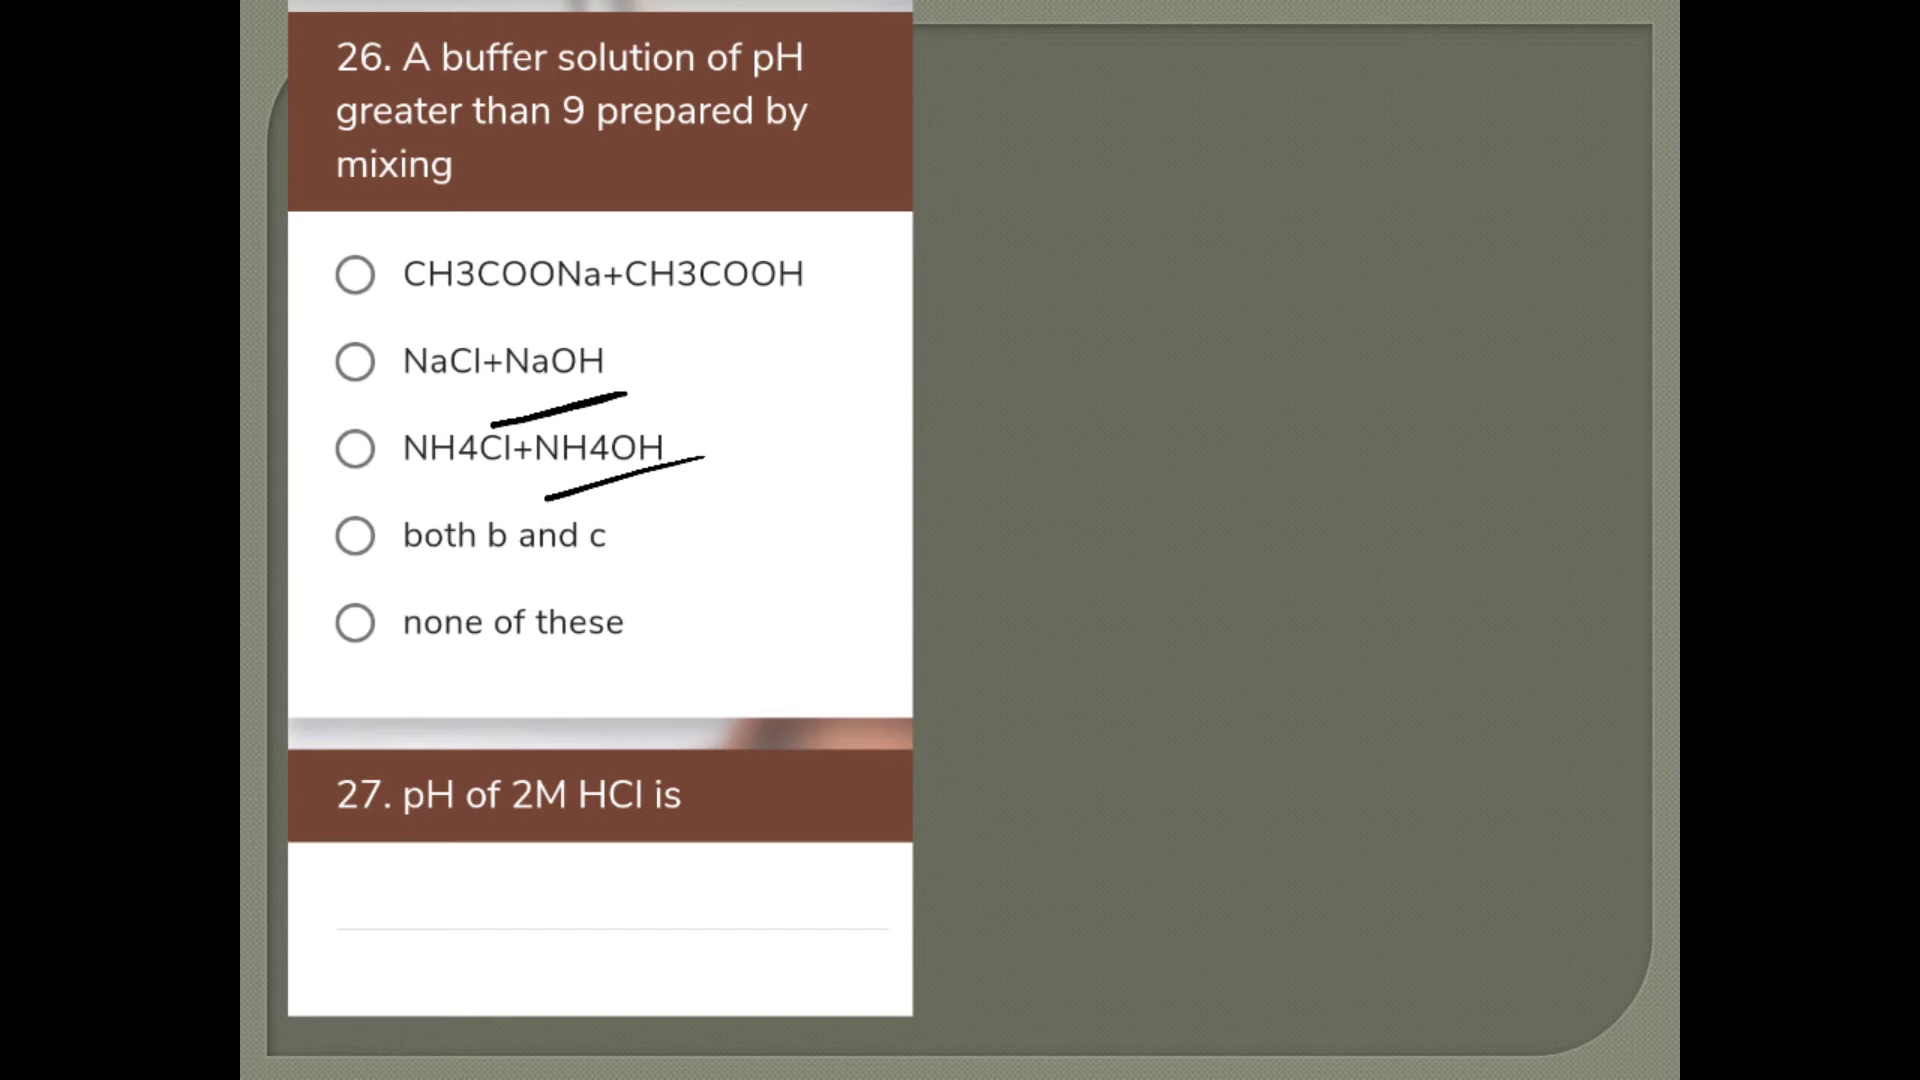 26. A buffer solution of pH
greater than 9 prepared by
mixing
CH3COONa+CH3COOH
NaCl+NaOH
NH4Cl+NH4OH
both b and c
none of these
27. pH of 2M HCl is